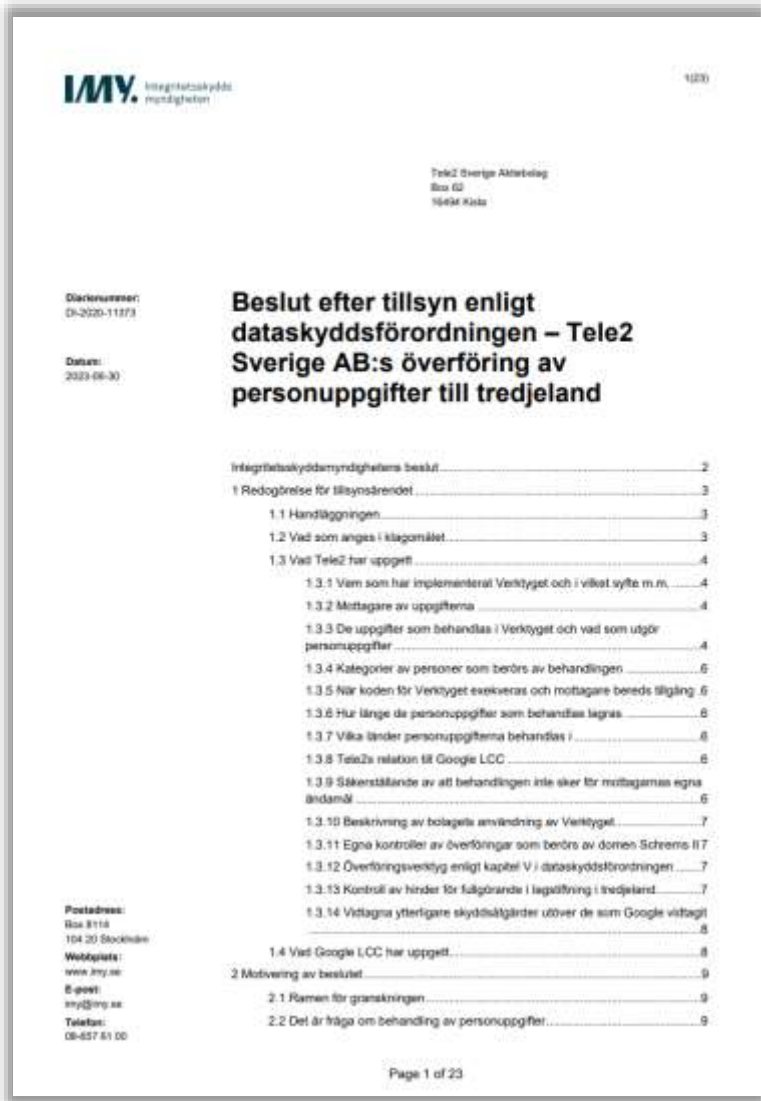 IMY. Integritetsskydds
myndigheten
1(23)
Tele2 Sverige Aktiebolag
Box 62
16494 Kista
Diarienummer:
DI-2020-11373
Datum:
2023-06-30
Beslut efter tillsyn enligt
dataskyddsförordningen – Tele2
Sverige AB:s överföring av
personuppgifter till tredjeland
Integritetsskyddsmyndighetens beslut 2
1 Redogörelse för tillsynsärendet 3
1.1 Handläggningen 3
1.2 Vad som anges i klagomålet 3
1.3 Vad Tele2 har uppgett 4
1.3.1 Vem som har implementerat Verktyget och i vilket syfte m.m. 4
1.3.2 Mottagare av uppgifterna 4
1.3.3 De uppgifter som behandlas i Verktyget och vad som utgör
personuppgifter 4
1.3.4 Kategorier av personer som berörs av behandlingen 6
1.3.5 När koden för Verktyget exekveras och mottagare bereds tillgång 6
1.3.6 Hur länge de personuppgifter som behandlas lagras 6
1.3.7 Vilka länder personuppgifterna behandlas i 6
1.3.8 Tele2s relation till Google LCC 6
1.3.9 Säkerställande av att behandlingen inte sker för mottagarnas egna
ändamål 6
1.3.10 Beskrivning av bolagets användning av Verktyget 7
1.3.11 Egna kontroller av överföringar som berörs av domen Schrems II 7
1.3.12 Överföringsverktyg enligt kapitel V i dataskyddsförordningen 7
1.3.13 Kontroll av hinder för fullgörande i lagstiftning i tredjeland 7
1.3.14 Vidtagna ytterligare skyddsåtgärder utöver de som Google vidtagit
8
1.4 Vad Google LCC har uppgett 8
2 Motivering av beslutet 9
2.1 Ramen för granskningen 9
2.2 Det är fråga om behandling av personuppgifter 9
Postadress:
Box 8114
104 20 Stockholm
Webbplats:
www.imy.se
E-post:
imy@imy.se
Telefon:
08-657 61 00
Page 1 of 23